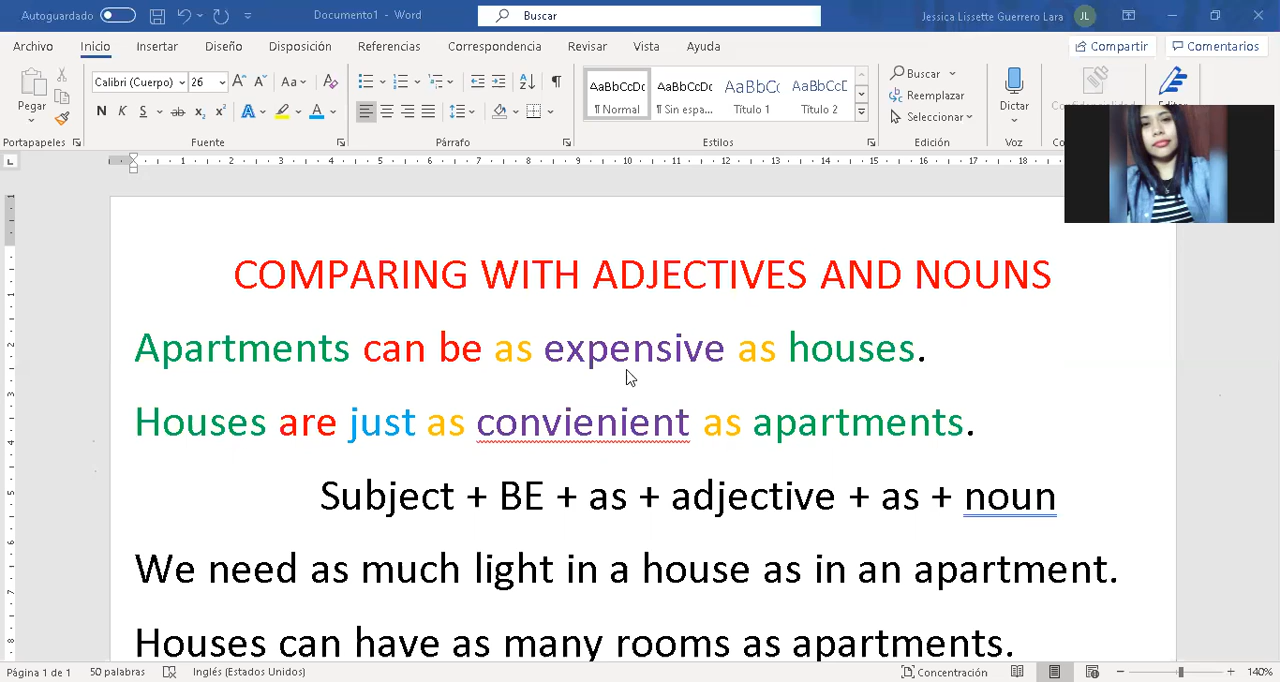 Autoguardado
Documento1 - Word
Buscar
Jessica Lissette Guerrero Lara
JL
Archivo Inicio Insertar Diseño Disposición Referencias Correspondencia Revisar Vista Ayuda
Compartir
Comentarios
Calibri (Cuerpo) 26
Pegar
Portapapeles
Fuente
Párrafo
AaBbCcDc ¶ Normal
AaBbCcDc ¶ Sin espa...
AaBbCc Título 1
AaBbCcD Título 2
Estilos
Buscar
Reemplazar
Seleccionar
Edición
Dictar
Voz
COMPARING WITH ADJECTIVES AND NOUNS
Apartments can be as expensive as houses.
Houses are just as convienient as apartments.
Subject + BE + as + adjective + as + noun
We need as much light in a house as in an apartment.
Houses can have as many rooms as apartments.
Página 1 de 1 50 palabras Inglés (Estados Unidos)
Concentración
140%